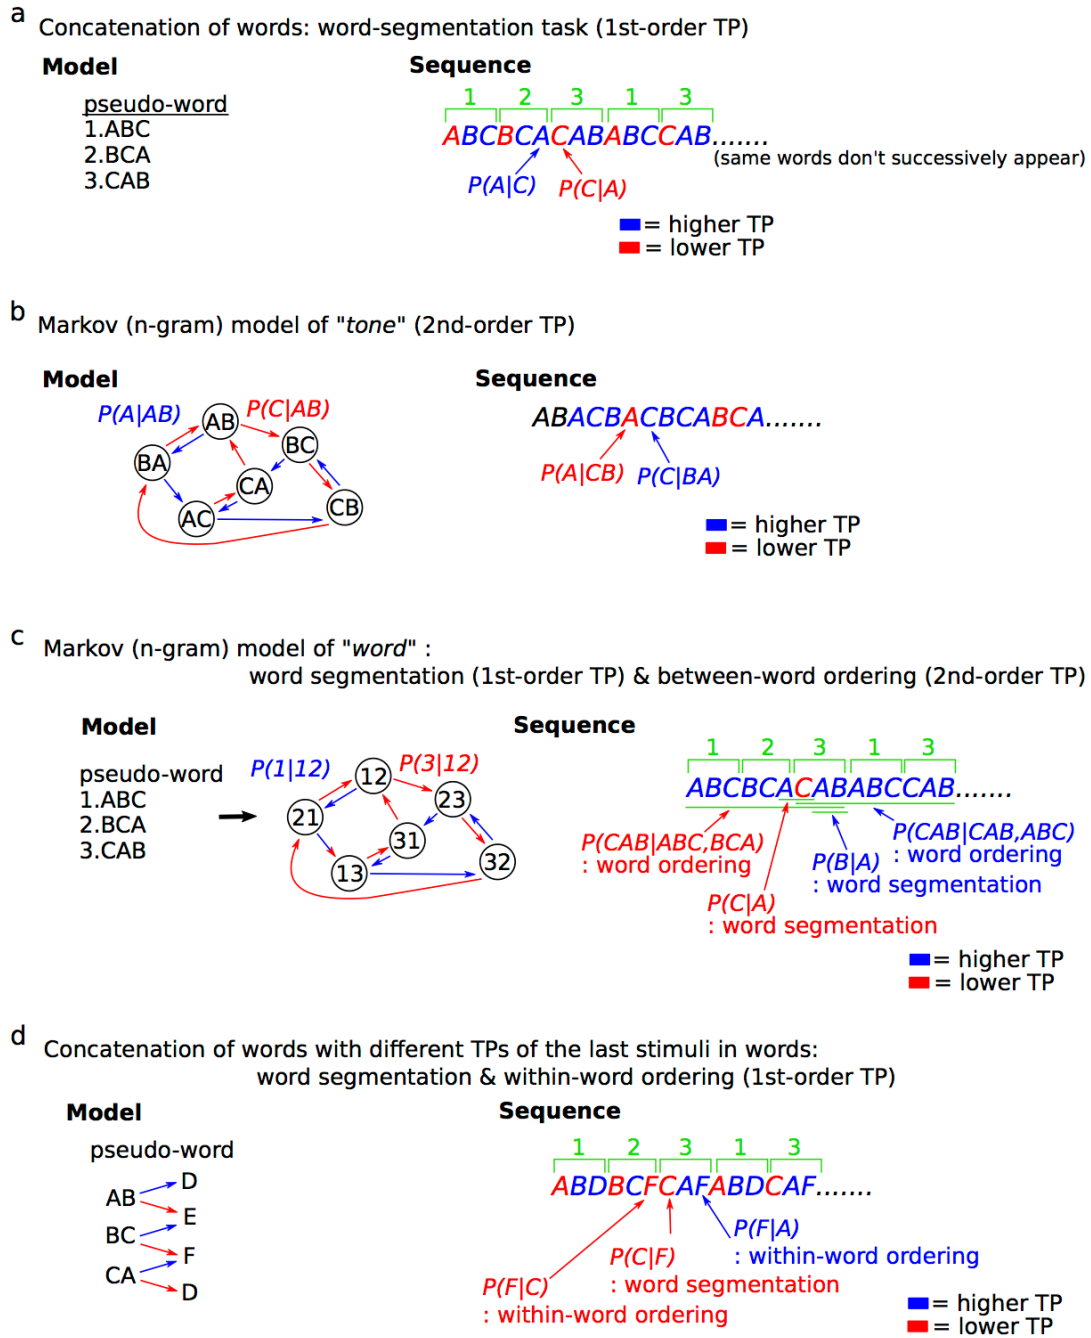 a
Concatenation of words: word-segmentation task (1st-order TP)
Model
Sequence
pseudo-word
1.ABC
2.BCA
3.CAB
1 2 3 1 3
ABCBCACABABCCAB.......
(same words don't successively appear)
P(A|C)
P(C|A)
= higher TP
= lower TP
b
Markov (n-gram) model of "tone" (2nd-order TP)
Model
Sequence
P(A|AB)
P(C|AB)
AB
BC
BA
CA
AC
CB
ABACBACBCABCA.......
P(A|CB)
P(C|BA)
= higher TP
= lower TP
c
Markov (n-gram) model of "word" :
word segmentation (1st-order TP) & between-word ordering (2nd-order TP)
Model
Sequence
pseudo-word
1.ABC
2.BCA
3.CAB
P(1|12)
P(3|12)
12
23
21
31
13
32
1 2 3 1 3
ABCBCACABABCCAB.......
P(CAB|ABC,BCA)
: word ordering
P(C|A)
: word segmentation
P(B|A)
: word segmentation
P(CAB|CAB,ABC)
: word ordering
= higher TP
= lower TP
d
Concatenation of words with different TPs of the last stimuli in words:
word segmentation & within-word ordering (1st-order TP)
Model
Sequence
pseudo-word
AB
BC
CA
D
E
F
D
1 2 3 1 3
ABDBCFCAFABDCAF.......
P(F|C)
: within-word ordering
P(C|F)
: word segmentation
P(F|A)
: within-word ordering
= higher TP
= lower TP